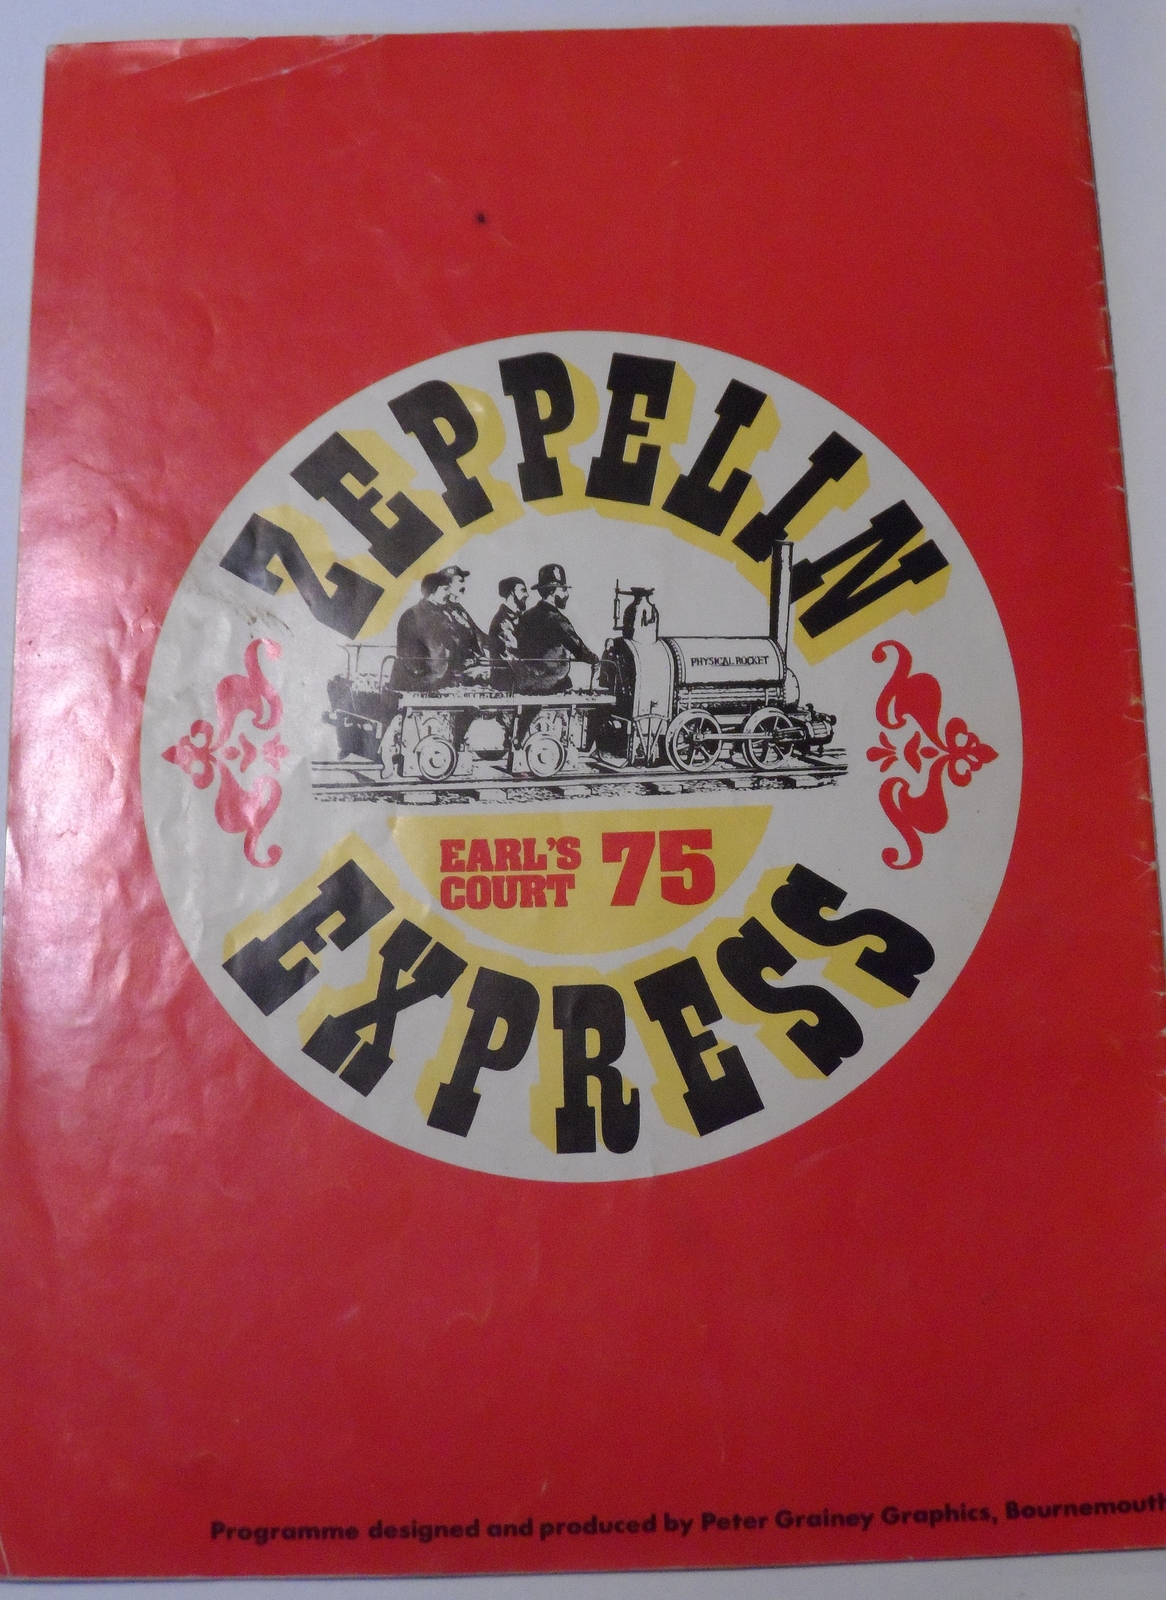 ZEPPELIN
PHYSICAL ROCKET
EARL'S
COURT 75
EXPRESS
Programme designed and produced by Peter Grainey Graphics, Bournemouth